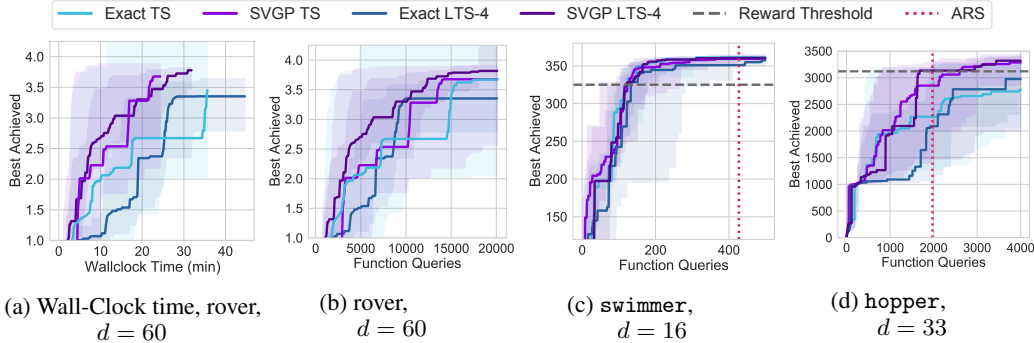 Exact TS SVGP TS Exact LTS-4 SVGP LTS-4 Reward Threshold ARS
Best Achieved
4.0
3.5
3.0
2.5
2.0
1.5
1.0
0 10 20 30 40
Wallclock Time (min)
(a) Wall-Clock time, rover,
d = 60
Best Achieved
4.0
3.5
3.0
2.5
2.0
1.5
1.0
0 5000 10000 15000 20000
Function Queries
(b) rover,
d = 60
Best Achieved
350
300
250
200
150
0 200 400
Function Queries
(c) swimmer,
d = 16
Best Achieved
3500
3000
2500
2000
1500
1000
500
0
0 1000 2000 3000 4000
Function Queries
(d) hopper,
d = 33